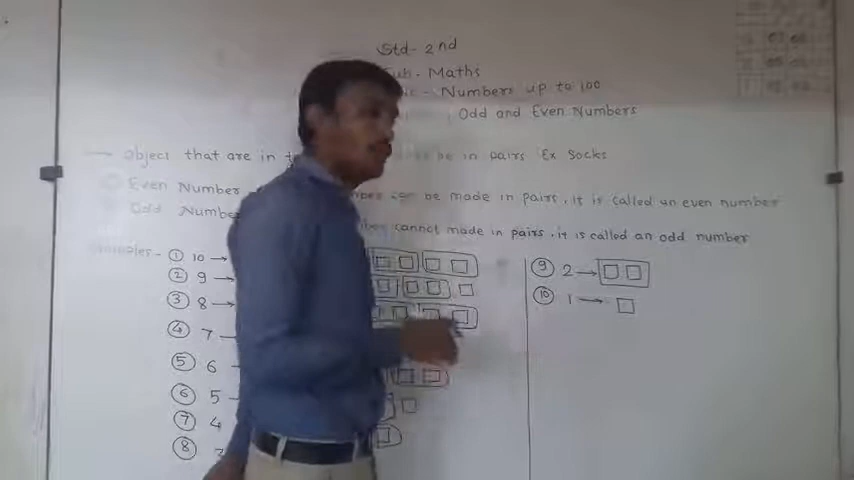 Std- 2nd
Sub. Maths
- Numbers up to 100
Odd and Even Numbers
Object that are in be in pairs Ex Socks
Even Number can be made in pairs, it is called an even number
Odd Numbe cannot made in pairs, it is called an odd number
Examples - ① 10 →
② 9 →
③ 8 →
④ 7
⑤ 6
⑥ 5
⑦ 4
⑧
⑨ 2 →
⑩ 1 →